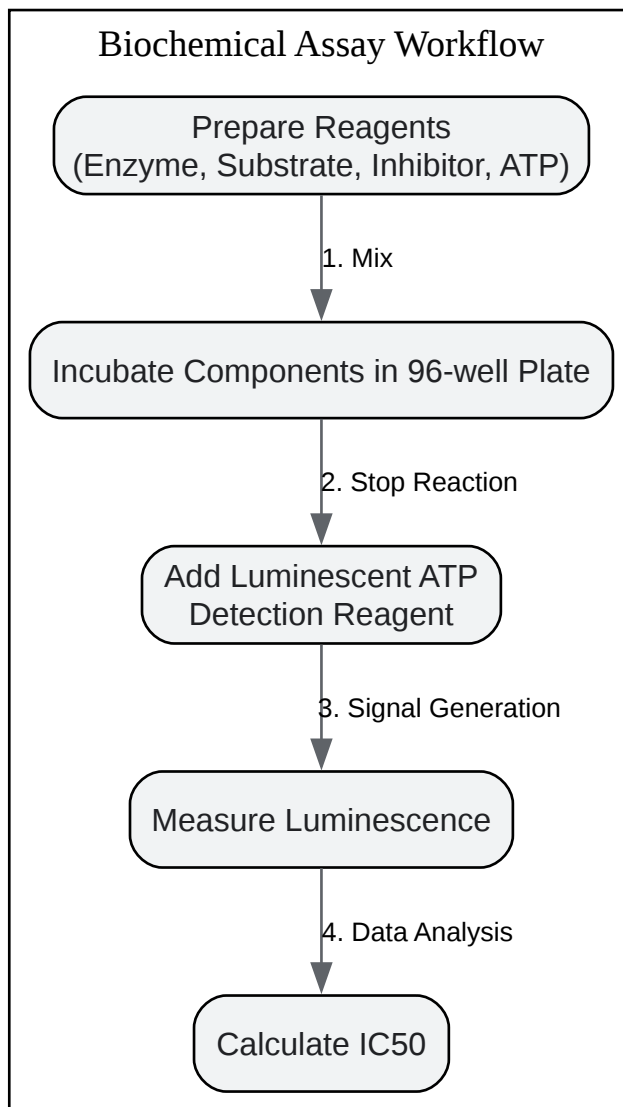 Biochemical Assay Workflow
Prepare Reagents
(Enzyme, Substrate, Inhibitor, ATP)
1. Mix
Incubate Components in 96-well Plate
2. Stop Reaction
Add Luminescent ATP
Detection Reagent
3. Signal Generation
Measure Luminescence
4. Data Analysis
Calculate IC50